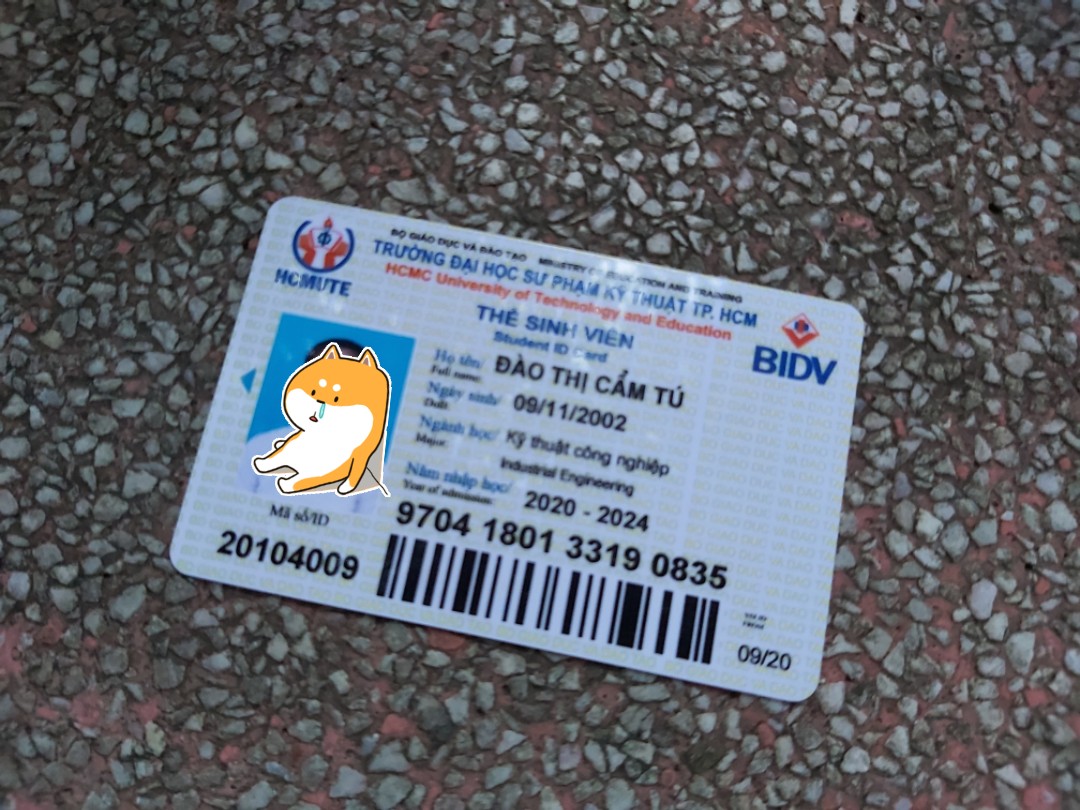 BỘ GIÁO DỤC VÀ ĐÀO TẠO MINISTRY OF EDUCATION AND TRAINING
TRƯỜNG ĐẠI HỌC SƯ PHẠM KỸ THUẬT TP. HCM
HCMC University of Technology and Education
HCMUTE
THẺ SINH VIÊN
Student ID Card
BIDV
Họ tên/ ĐÀO THỊ CẨM TÚ
Full name:
Ngày sinh/ 09/11/2002
Ngành học/ Kỹ thuật công nghiệp
Major: Industrial Engineering
Năm nhập học/ 2020 - 2024
Year of admission:
Mã số/ID
20104009
9704 1801 3319 0835
09/20